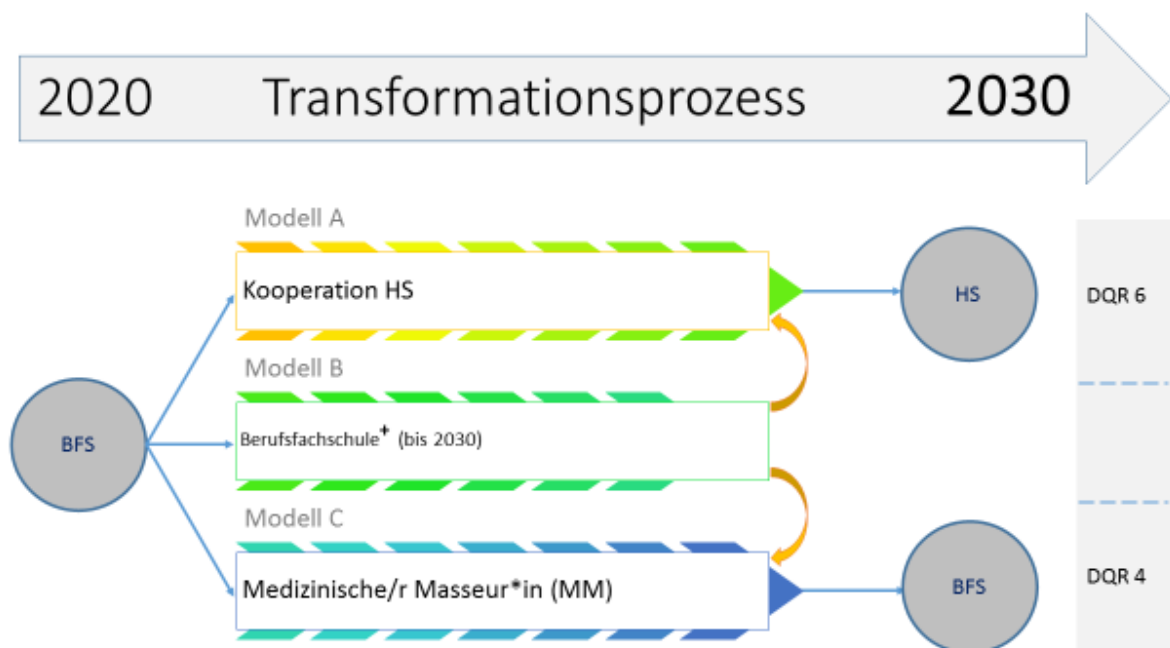 2020 Transformationsprozess 2030
Modell A
Kooperation HS
HS
DQR 6
Modell B
BFS
Berufsfachschule+ (bis 2030)
Modell C
Medizinische/r Masseur*in (MM)
BFS
DQR 4